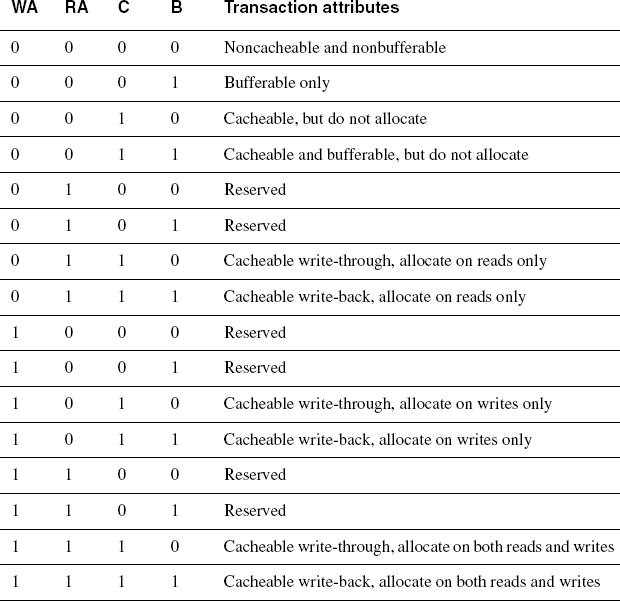 WA RA C B Transaction attributes
0 0 0 0 Noncacheable and nonbufferable
0 0 0 1 Bufferable only
0 0 1 0 Cacheable, but do not allocate
0 0 1 1 Cacheable and bufferable, but do not allocate
0 1 0 0 Reserved
0 1 0 1 Reserved
0 1 1 0 Cacheable write-through, allocate on reads only
0 1 1 1 Cacheable write-back, allocate on reads only
1 0 0 0 Reserved
1 0 0 1 Reserved
1 0 1 0 Cacheable write-through, allocate on writes only
1 0 1 1 Cacheable write-back, allocate on writes only
1 1 0 0 Reserved
1 1 0 1 Reserved
1 1 1 0 Cacheable write-through, allocate on both reads and writes
1 1 1 1 Cacheable write-back, allocate on both reads and writes